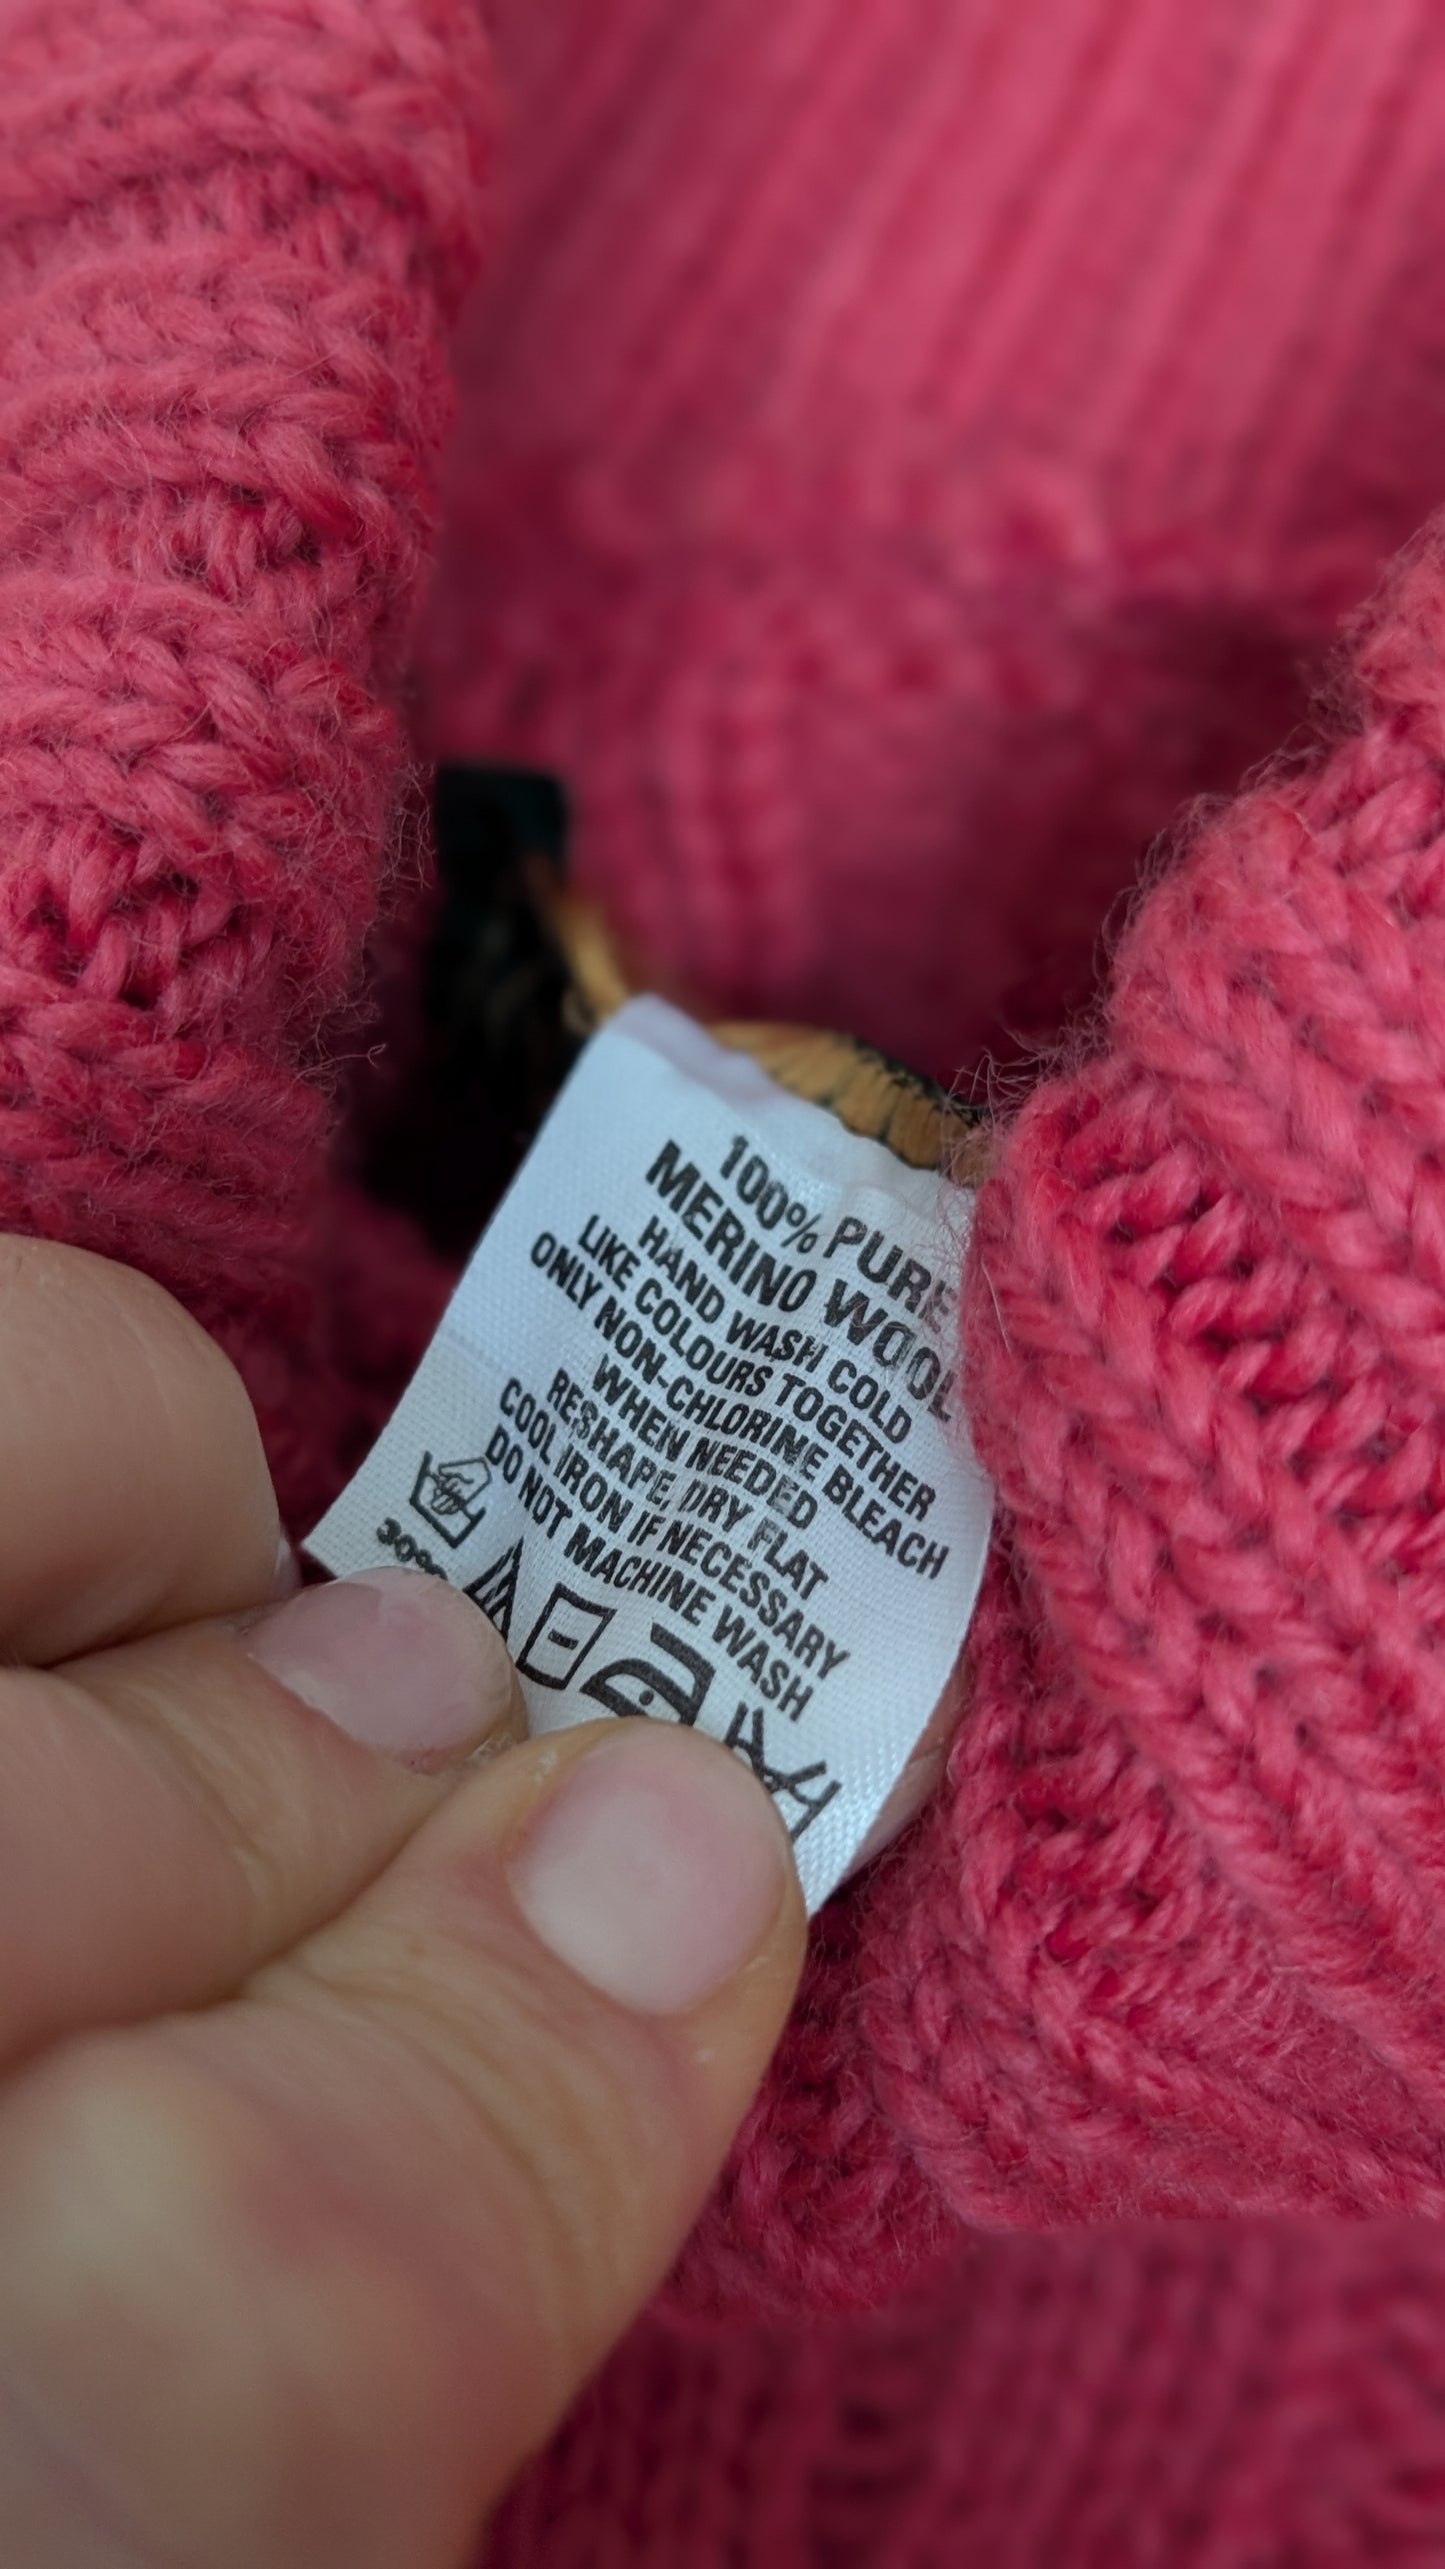 100% PURE
MERINO WOOL
HAND WASH COLD
LIKE COLOURS TOGETHER
ONLY NON-CHLORINE BLEACH
WHEN NEEDED
RESHAPE, DRY FLAT
COOL IRON IF NECESSARY
DO NOT MACHINE WASH